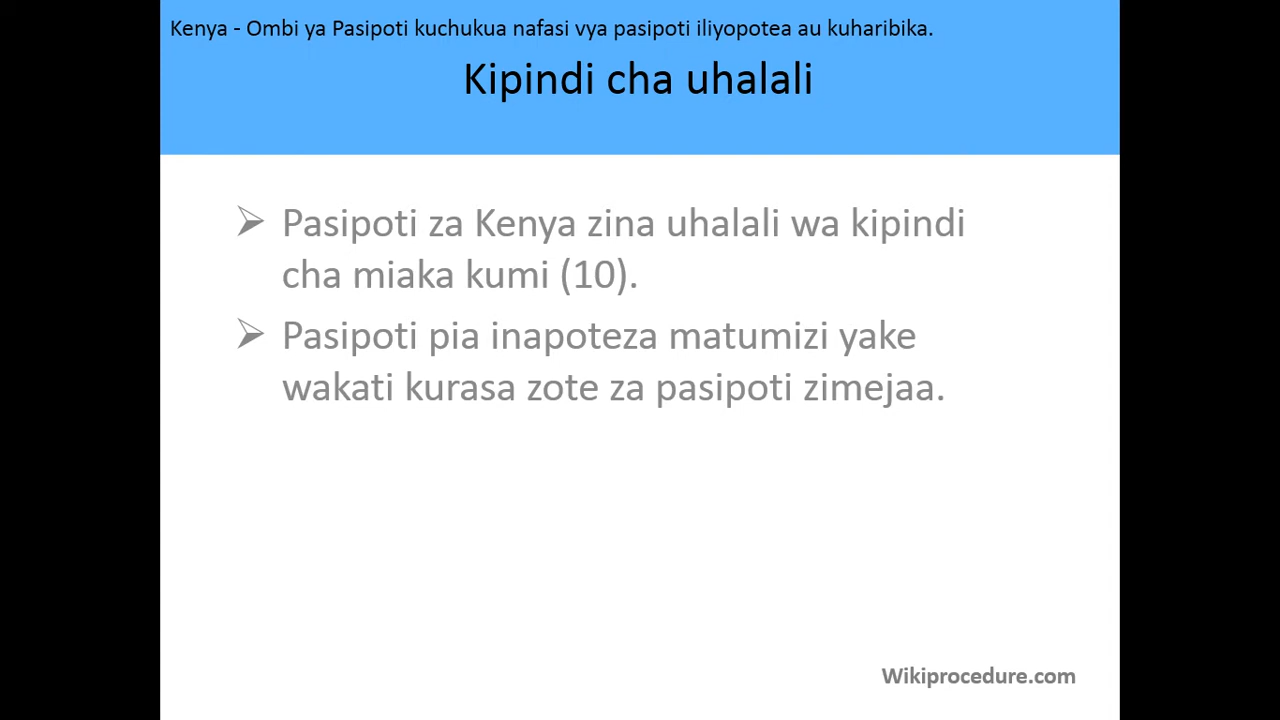 Kenya - Ombi ya Pasipoti kuchukua nafasi vya pasipoti iliyopotea au kuharibika.
Kipindi cha uhalali
➢ Pasipoti za Kenya zina uhalali wa kipindi
cha miaka kumi (10).
➢ Pasipoti pia inapoteza matumizi yake
wakati kurasa zote za pasipoti zimejaa.
Wikiprocedure.com